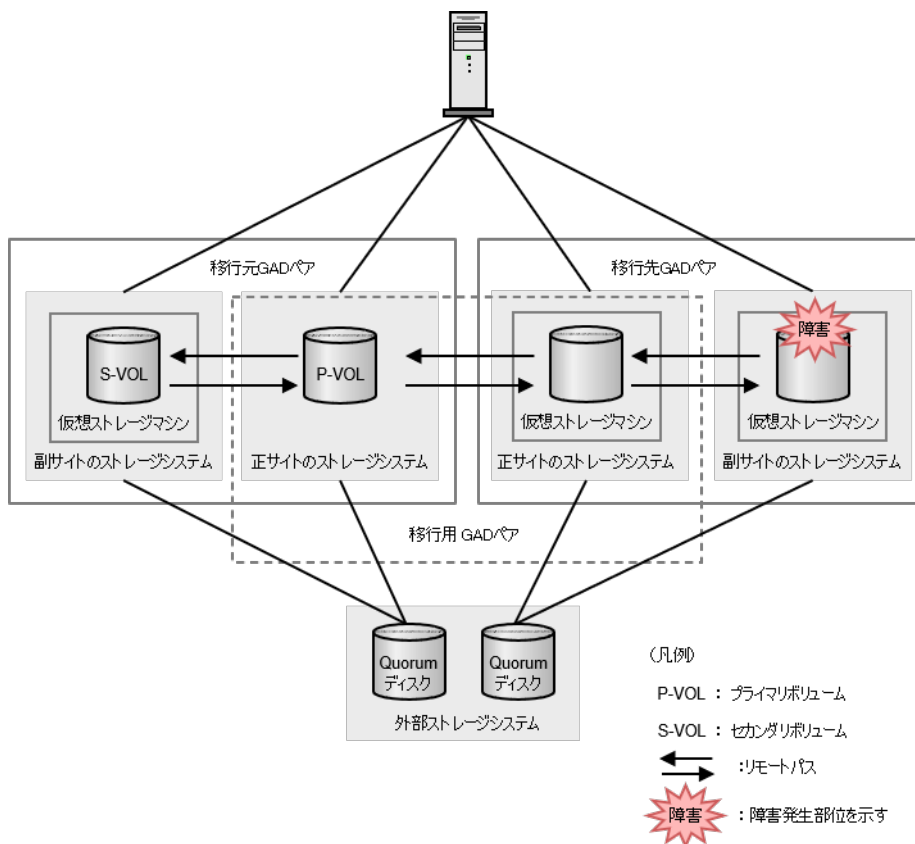 移行元GADペア
移行先GADペア
障害
S-VOL
P-VOL
仮想ストレージマシン
仮想ストレージマシン
仮想ストレージマシン
副サイトのストレージシステム
正サイトのストレージシステム
正サイトのストレージシステム
副サイトのストレージシステム
移行用 GADペア
Quorum
ディスク
Quorum
ディスク
外部ストレージシステム
(凡例)
P-VOL : プライマリボリューム
S-VOL : セカンダリボリューム
:リモートパス
障害 : 障害発生部位を示す